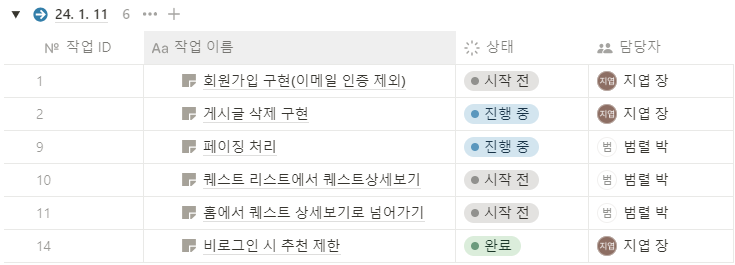 24. 1. 11 6
№ 작업 ID Aa 작업 이름 상태 담당자
1 회원가입 구현(이메일 인증 제외) 시작 전 지엽 지엽 장
2 게시글 삭제 구현 진행 중 지엽 지엽 장
9 페이징 처리 진행 중 범 범렬 박
10 퀘스트 리스트에서 퀘스트상세보기 시작 전 범 범렬 박
11 홈에서 퀘스트 상세보기로 넘어가기 시작 전 범 범렬 박
14 비로그인 시 추천 제한 완료 지엽 지엽 장